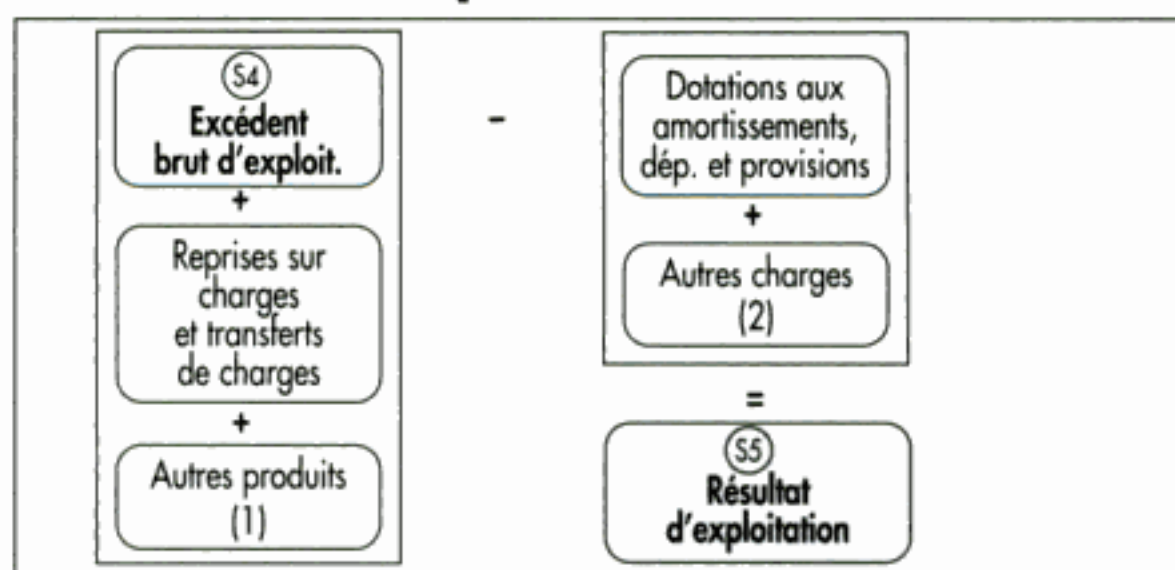 S4
Excédent
brut d'exploit.
+
Reprises sur
charges
et transferts
de charges
+
Autres produits
(1)
-
Dotations aux
amortissements,
dép. et provisions
+
Autres charges
(2)
=
S5
Résultat
d'exploitation